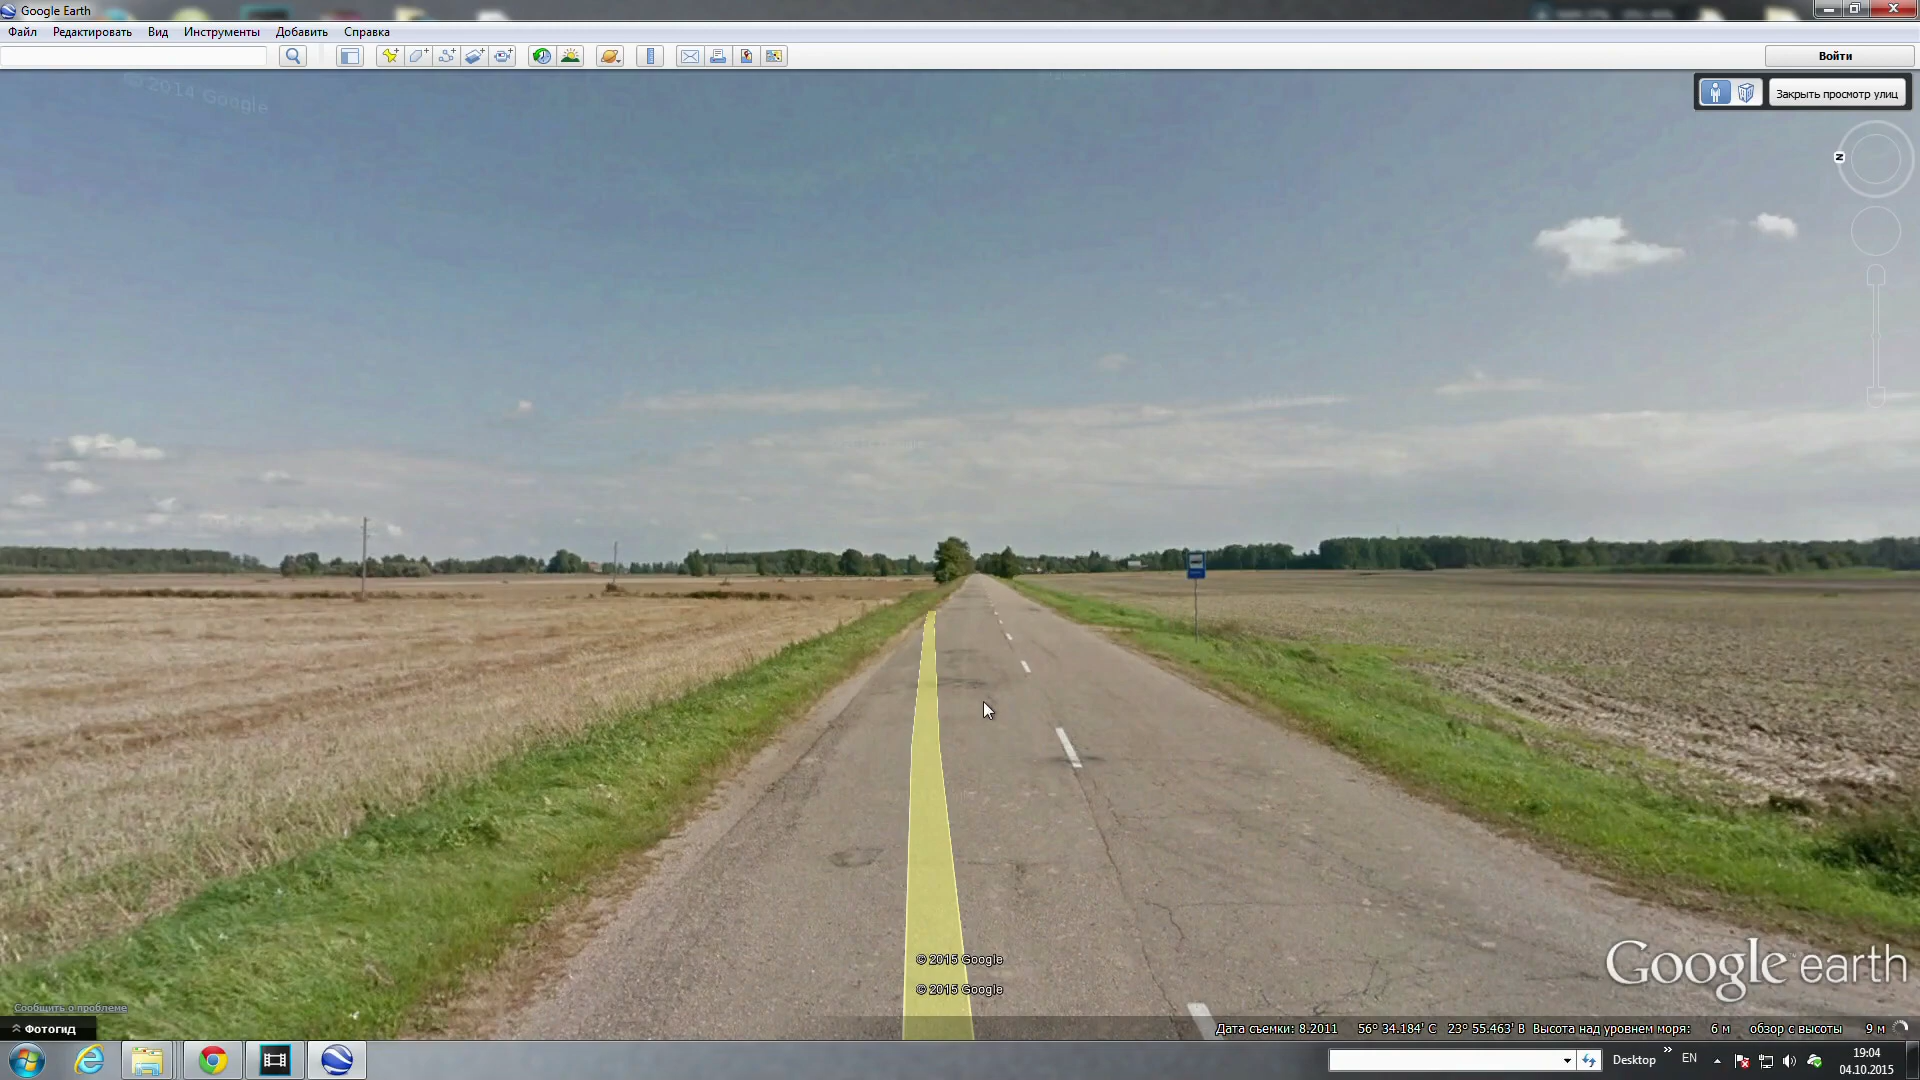 Google Earth
Файл Редактировать Вид Инструменты Добавить Справка
Войти
© 2014 Google
Закрыть просмотр улиц
N
© 2015 Google
© 2015 Google
Google earth
Сообщить о проблеме
Фотогид
Дата съемки: 8.2011 56° 34.184' С 23° 55.463' В Высота над уровнем моря: 6 м обзор с высоты 9 м
Desktop
EN
19:04
04.10.2015